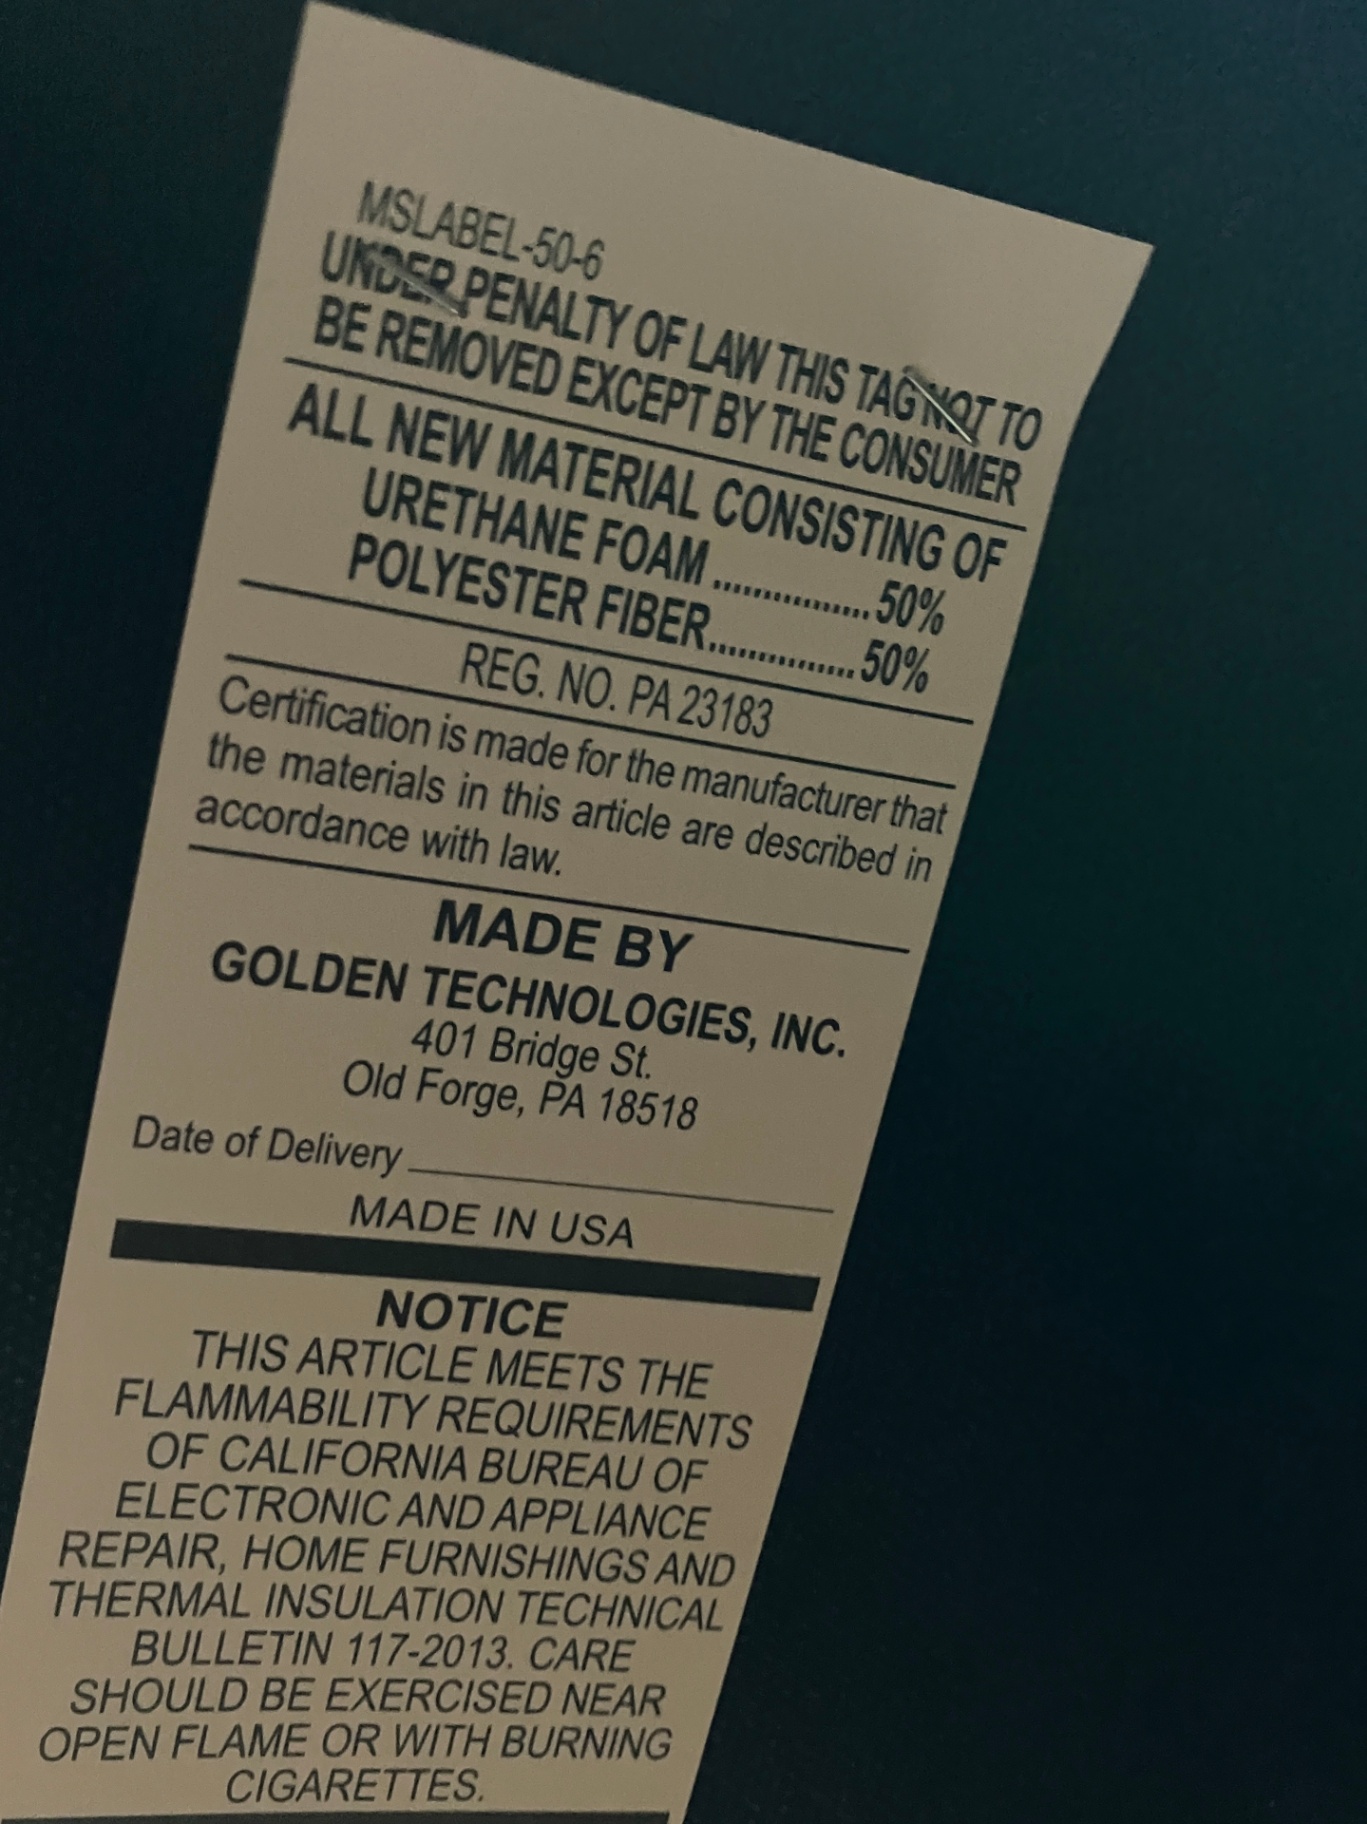 MSLABEL-50-6
UNDER PENALTY OF LAW THIS TAG NOT TO
BE REMOVED EXCEPT BY THE CONSUMER
ALL NEW MATERIAL CONSISTING OF
URETHANE FOAM ................50%
POLYESTER FIBER...............50%
REG. NO. PA 23183
Certification is made for the manufacturer that
the materials in this article are described in
accordance with law.
MADE BY
GOLDEN TECHNOLOGIES, INC.
401 Bridge St.
Old Forge, PA 18518
Date of Delivery
MADE IN USA
NOTICE
THIS ARTICLE MEETS THE
FLAMMABILITY REQUIREMENTS
OF CALIFORNIA BUREAU OF
ELECTRONIC AND APPLIANCE
REPAIR, HOME FURNISHINGS AND
THERMAL INSULATION TECHNICAL
BULLETIN 117-2013. CARE
SHOULD BE EXERCISED NEAR
OPEN FLAME OR WITH BURNING
CIGARETTES.